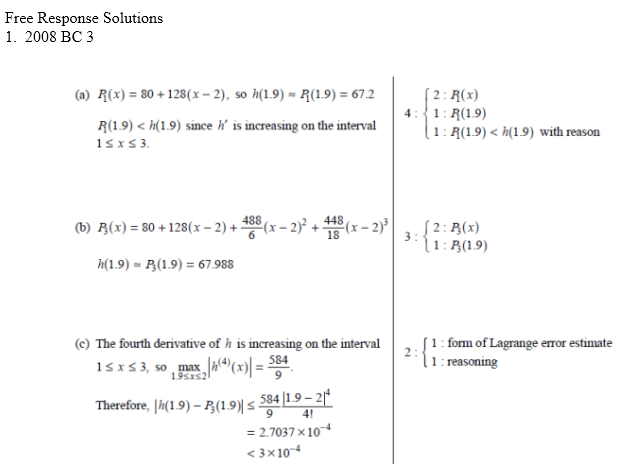 Free Response Solutions
1. 2008 BC 3
(a) P₁(x) = 80 + 128(x − 2), so h(1.9) ≈ P₁(1.9) = 67.2
P₁(1.9) < h(1.9) since h′ is increasing on the interval
1 ≤ x ≤ 3.
4 : { 2 : P₁(x)
1 : P₁(1.9)
1 : P₁(1.9) < h(1.9) with reason
(b) P₃(x) = 80 + 128(x − 2) + 488/6 (x − 2)² + 448/18 (x − 2)³
h(1.9) ≈ P₃(1.9) = 67.988
3 : { 2 : P₃(x)
1 : P₃(1.9)
(c) The fourth derivative of h is increasing on the interval
1 ≤ x ≤ 3, so max 1.9≤x≤2 |h⁽⁴⁾(x)| = 584/9.
Therefore, |h(1.9) − P₃(1.9)| ≤ 584/9 |1.9 − 2|⁴/4!
= 2.7037 × 10⁻⁴
< 3 × 10⁻⁴
2 : { 1 : form of Lagrange error estimate
1 : reasoning